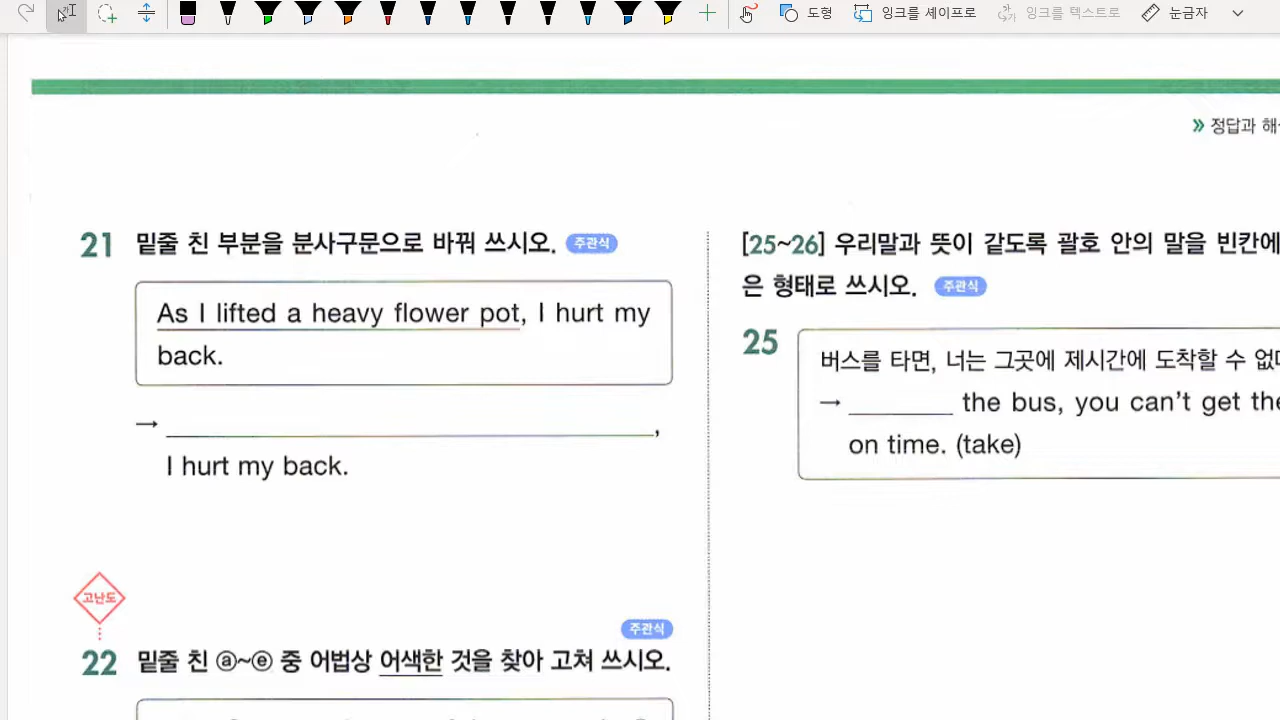 도형 잉크를 셰이프로 잉크를 텍스트로 눈금자
» 정답과
21 밑줄 친 부분을 분사구문으로 바꿔 쓰시오. 주관식
As I lifted a heavy flower pot, I hurt my
back.
→ ____________________,
I hurt my back.
고난도
주관식
22 밑줄 친 ⓐ~ⓔ 중 어법상 어색한 것을 찾아 고쳐 쓰시오.
[25~26] 우리말과 뜻이 같도록 괄호 안의 말을 빈칸에
은 형태로 쓰시오. 주관식
25 버스를 타면, 너는 그곳에 제시간에 도착할 수 
→ ________ the bus, you can't get
on time. (take)